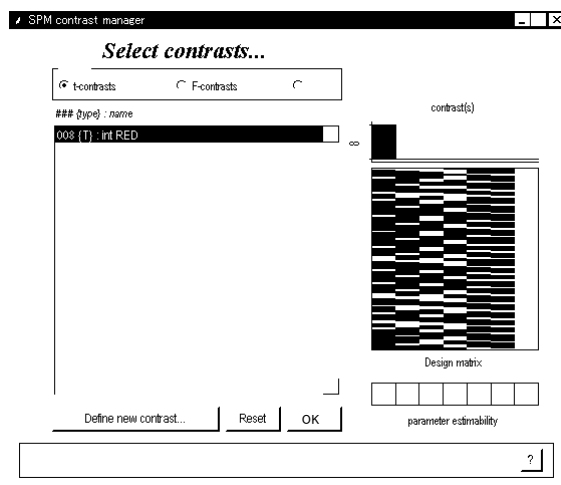 SPM contrast manager
Select contrasts...
t-contrasts F-contrasts
### {type} : name
contrast(s)
008 {T} : int RED
∞
Design matrix
Define new contrast... Reset OK
parameter estimability
?